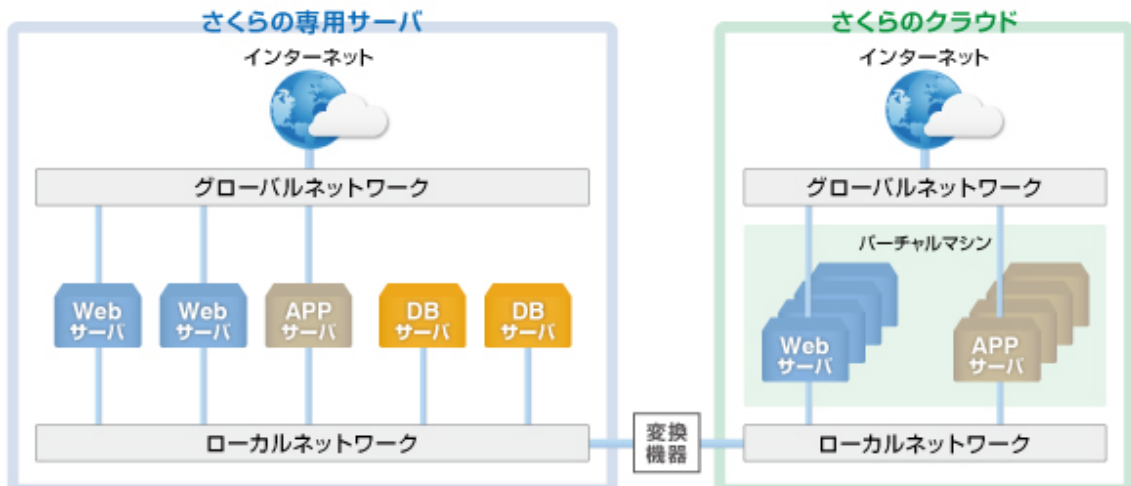 さくらの専用サーバ
インターネット
グローバルネットワーク
Web
サーバ
Web
サーバ
APP
サーバ
DB
サーバ
DB
サーバ
ローカルネットワーク
変換
機器
さくらのクラウド
インターネット
グローバルネットワーク
バーチャルマシン
Web
サーバ
APP
サーバ
ローカルネットワーク